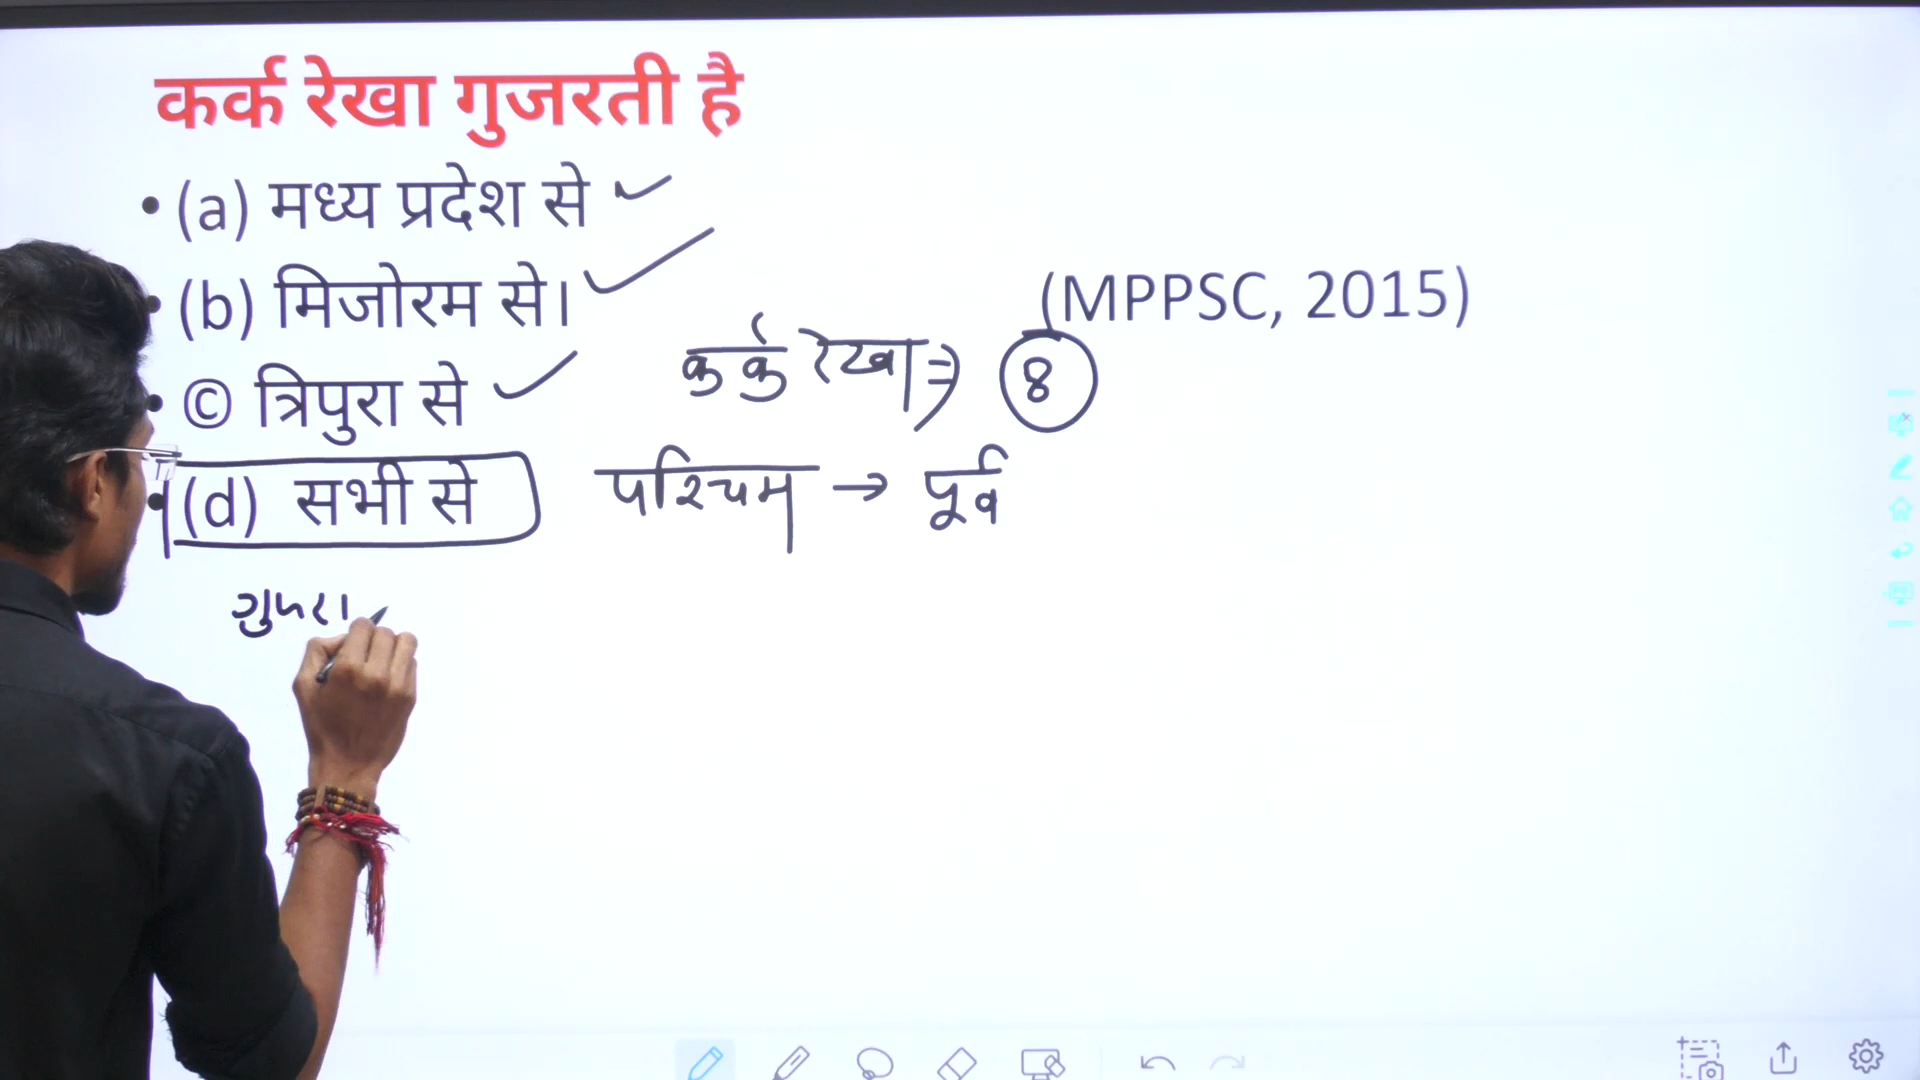 कर्क रेखा गुजरती है
• (a) मध्य प्रदेश से
• (b) मिजोरम से।
(MPPSC, 2015)
कर्क रेखा ⇒ 8
• © त्रिपुरा से
• (d) सभी से
पश्चिम → पूर्व
गुजरा